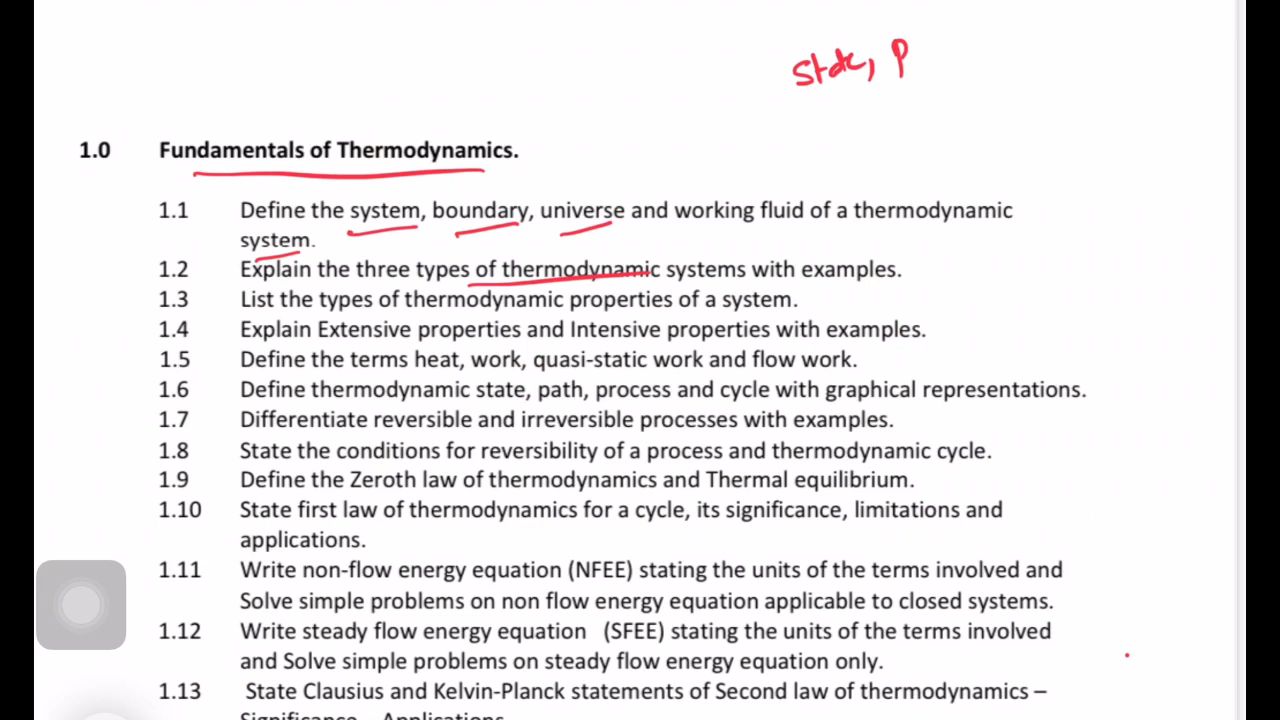 State, P
1.0 Fundamentals of Thermodynamics.
1.1 Define the system, boundary, universe and working fluid of a thermodynamic
system.
1.2 Explain the three types of thermodynamic systems with examples.
1.3 List the types of thermodynamic properties of a system.
1.4 Explain Extensive properties and Intensive properties with examples.
1.5 Define the terms heat, work, quasi-static work and flow work.
1.6 Define thermodynamic state, path, process and cycle with graphical representations.
1.7 Differentiate reversible and irreversible processes with examples.
1.8 State the conditions for reversibility of a process and thermodynamic cycle.
1.9 Define the Zeroth law of thermodynamics and Thermal equilibrium.
1.10 State first law of thermodynamics for a cycle, its significance, limitations and
applications.
1.11 Write non-flow energy equation (NFEE) stating the units of the terms involved and
Solve simple problems on non flow energy equation applicable to closed systems.
1.12 Write steady flow energy equation (SFEE) stating the units of the terms involved
and Solve simple problems on steady flow energy equation only.
1.13 State Clausius and Kelvin-Planck statements of Second law of thermodynamics –
Significance – Applications